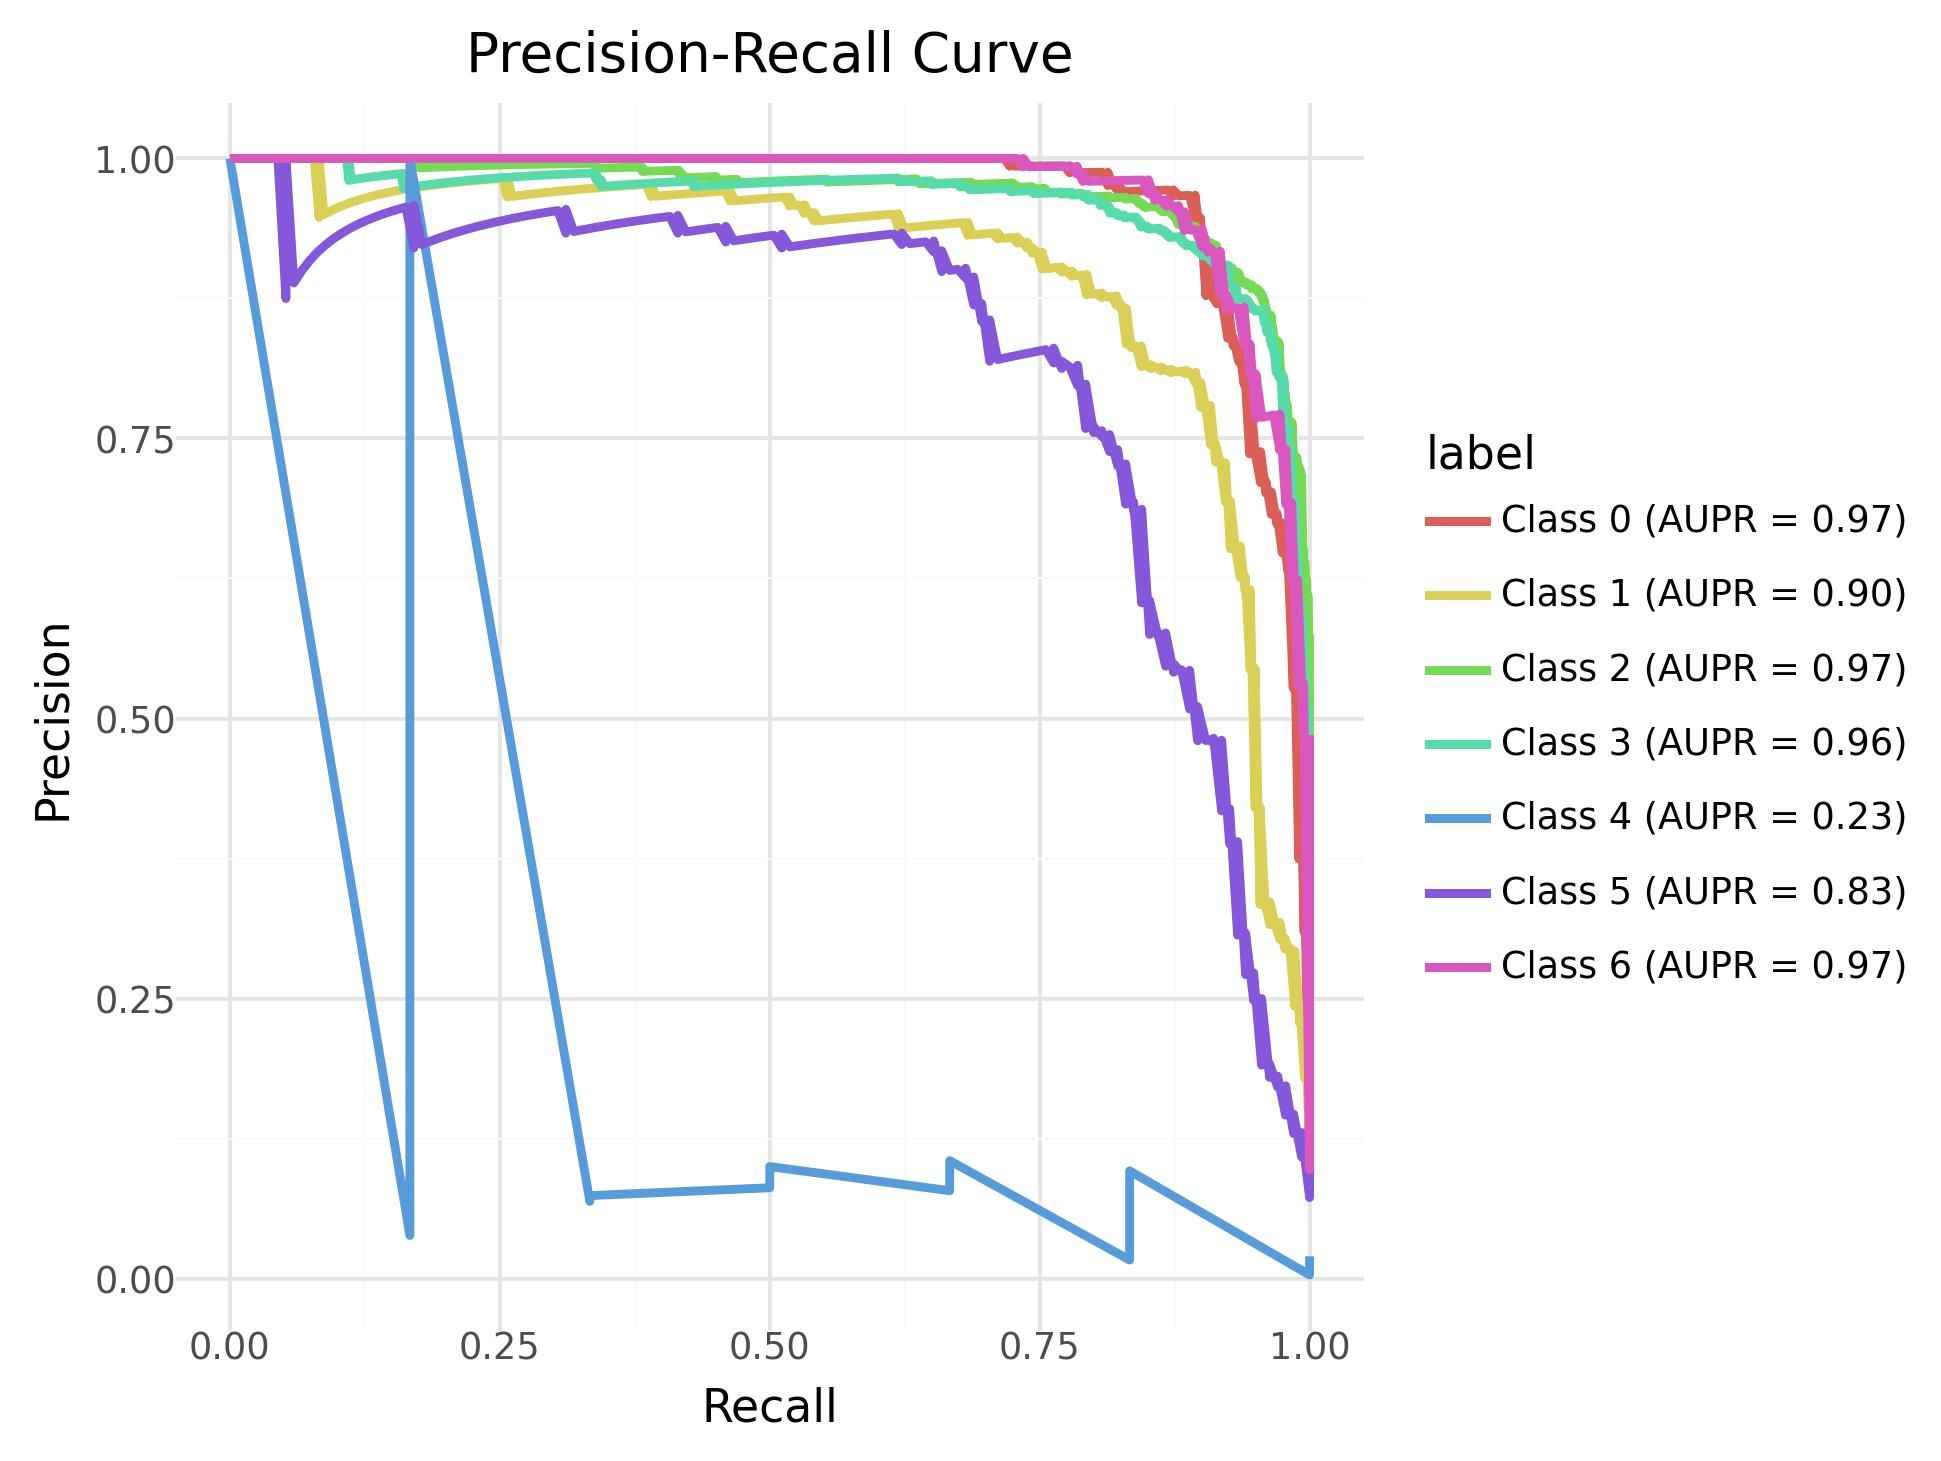 Precision-Recall Curve
1.00
0.75
0.50
0.25
0.00
Precision
0.00 0.25 0.50 0.75 1.00
Recall
label
Class 0 (AUPR = 0.97)
Class 1 (AUPR = 0.90)
Class 2 (AUPR = 0.97)
Class 3 (AUPR = 0.96)
Class 4 (AUPR = 0.23)
Class 5 (AUPR = 0.83)
Class 6 (AUPR = 0.97)